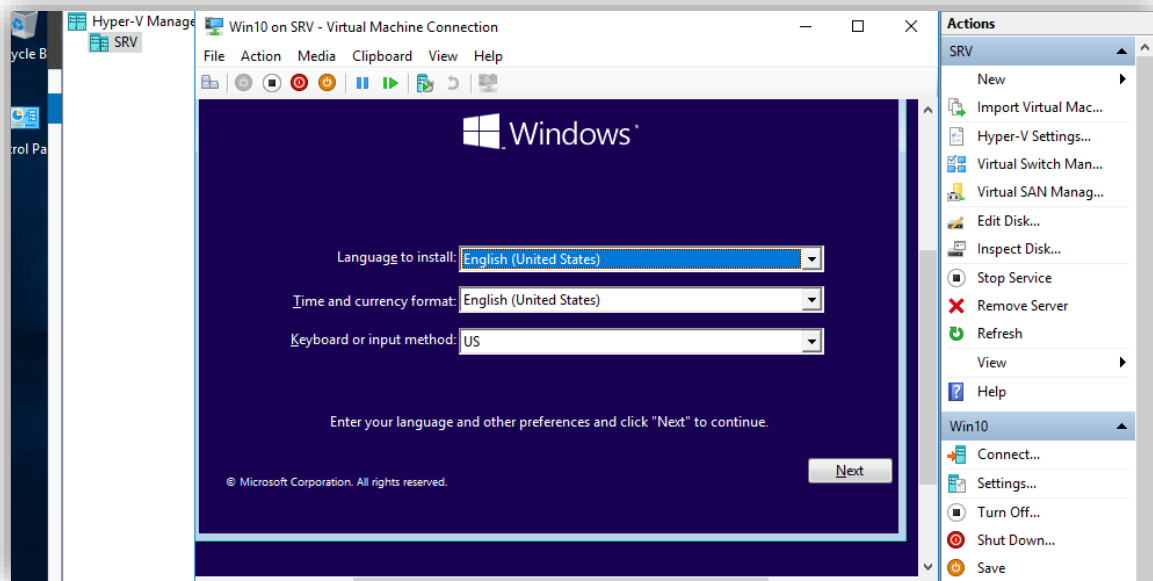 ycle B
trol Pa
Hyper-V Manage
SRV
Win10 on SRV - Virtual Machine Connection
File Action Media Clipboard View Help
Windows
Language to install: English (United States)
Time and currency format: English (United States)
Keyboard or input method: US
Enter your language and other preferences and click "Next" to continue.
© Microsoft Corporation. All rights reserved.
Next
Actions
SRV
New
Import Virtual Mac...
Hyper-V Settings...
Virtual Switch Man...
Virtual SAN Manag...
Edit Disk...
Inspect Disk...
Stop Service
Remove Server
Refresh
View
Help
Win10
Connect...
Settings...
Turn Off...
Shut Down...
Save